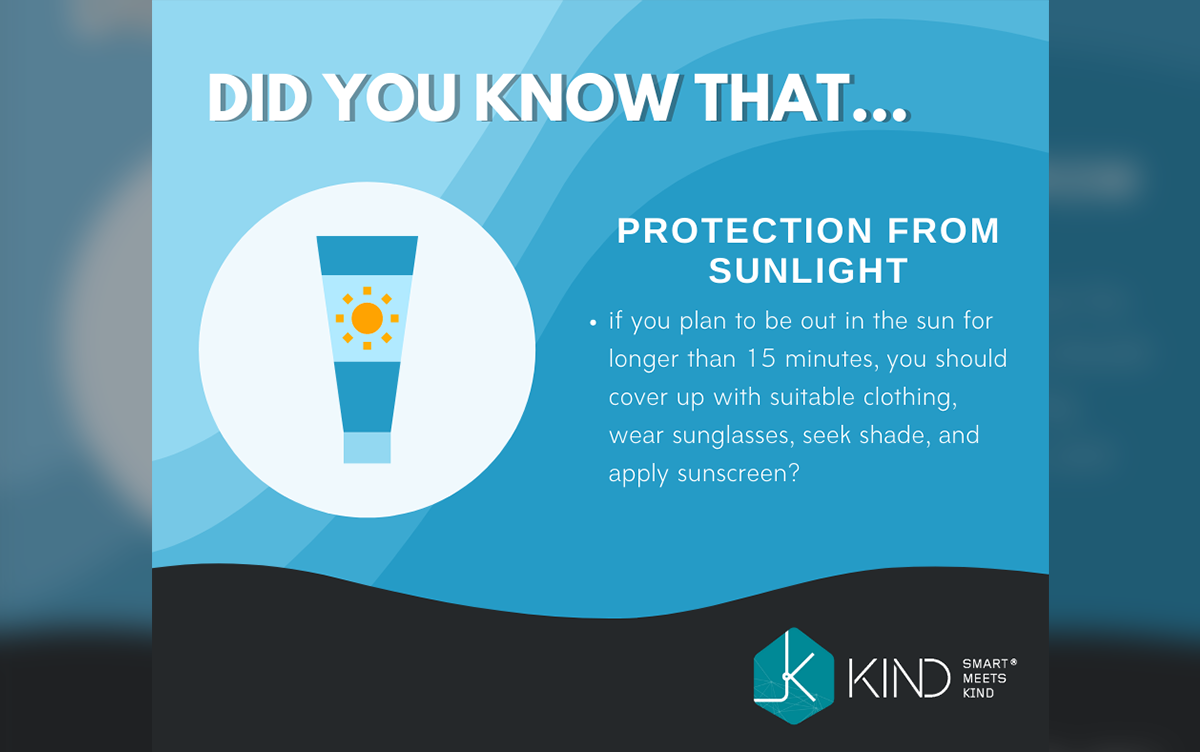 DID YOU KNOW THAT...
PROTECTION FROM
SUNLIGHT
• if you plan to be out in the sun for
longer than 15 minutes, you should
cover up with suitable clothing,
wear sunglasses, seek shade, and
apply sunscreen?
KIND
SMART®
MEETS
KIND